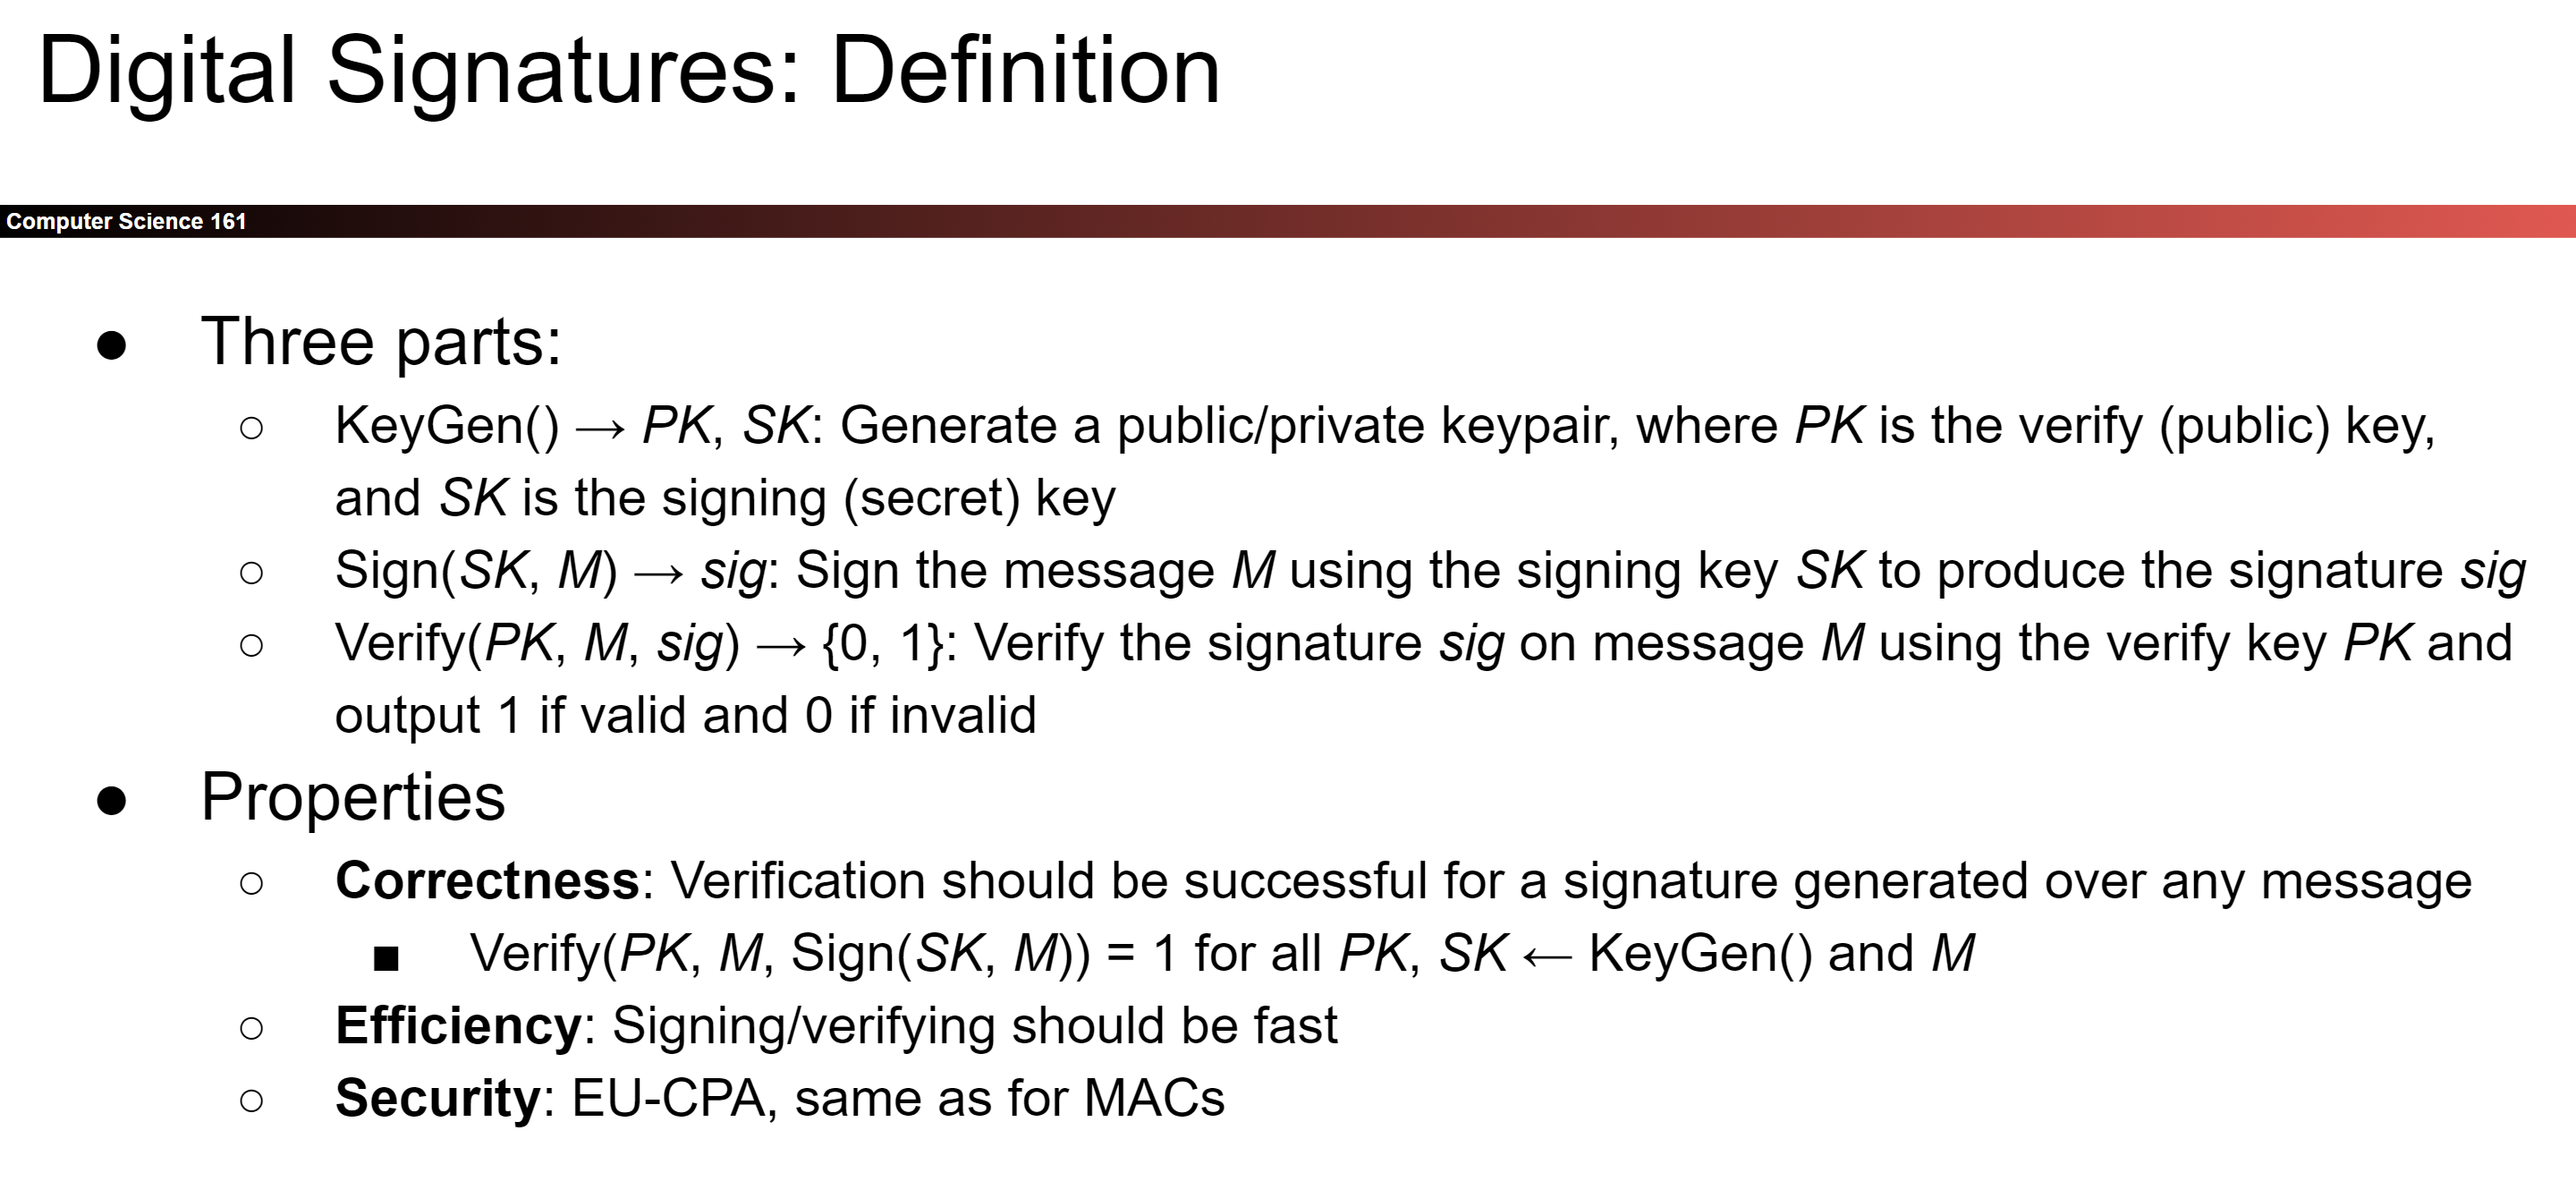 Digital Signatures: Definition
Computer Science 161
● Three parts:
○ KeyGen() → PK, SK: Generate a public/private keypair, where PK is the verify (public) key,
and SK is the signing (secret) key
○ Sign(SK, M) → sig: Sign the message M using the signing key SK to produce the signature sig
○ Verify(PK, M, sig) → {0, 1}: Verify the signature sig on message M using the verify key PK and
output 1 if valid and 0 if invalid
● Properties
○ Correctness: Verification should be successful for a signature generated over any message
■ Verify(PK, M, Sign(SK, M)) = 1 for all PK, SK ← KeyGen() and M
○ Efficiency: Signing/verifying should be fast
○ Security: EU-CPA, same as for MACs